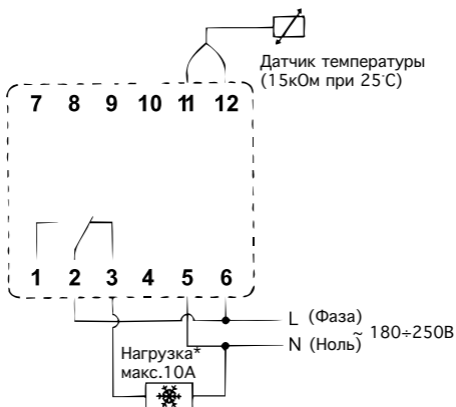 Датчик температуры
(15кОм при 25°С)
7 8 9 10 11 12
1 2 3 4 5 6
L (Фаза)
~ 180÷250В
N (Ноль)
Нагрузка*
макс.10А